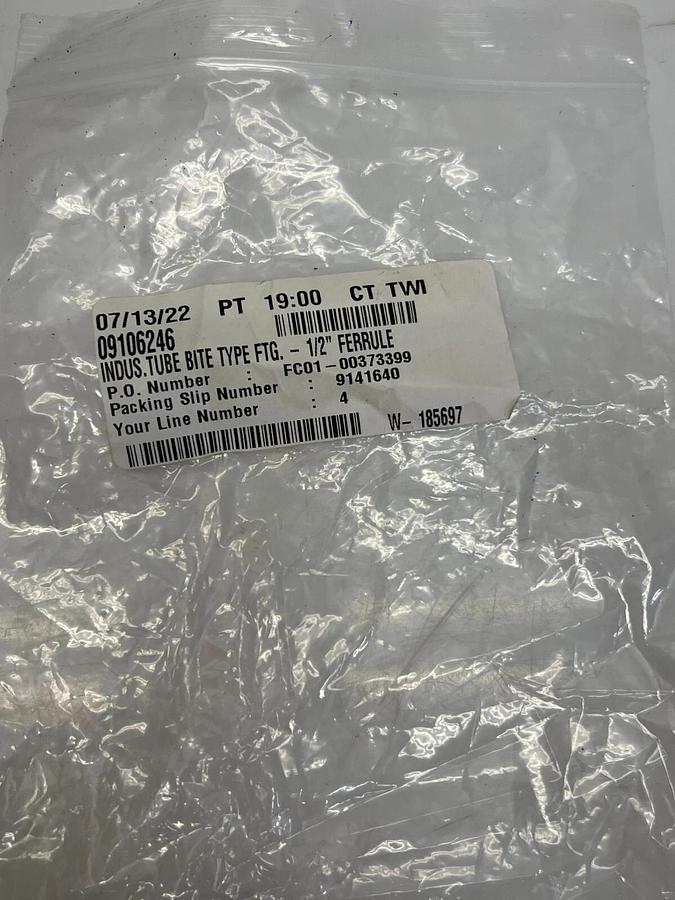 07/13/22 PT 19:00 CT TWI
09106246
INDUS.TUBE BITE TYPE FTG. - 1/2" FERRULE
P.O. Number : FC01-00373399
Packing Slip Number : 9141640
Your Line Number : 4
W- 185697